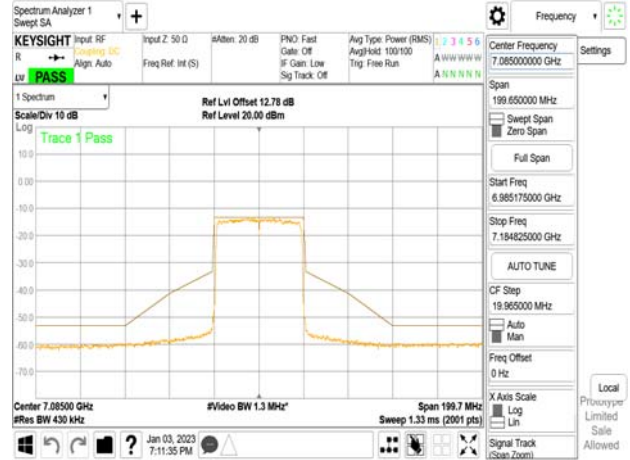 Spectrum Analyzer 1
Swept SA
Frequency
KEYSIGHT
Input: RF
Coupling: DC
Align: Auto
Input Z: 50 Ω
Freq Ref: Int (S)
#Atten: 20 dB
PNO: Fast
Gate: Off
IF Gain: Low
Sig Track: Off
Avg Type: Power (RMS)
Avg|Hold: 100/100
Trig: Free Run
1 2 3 4 5 6
A W W W W W
A N N N N N
R
PASS
Settings
Center Frequency
7.085000000 GHz
Span
199.650000 MHz
Swept Span
Zero Span
Full Span
Start Freq
6.985175000 GHz
Stop Freq
7.184825000 GHz
AUTO TUNE
CF Step
19.965000 MHz
Auto
Man
Freq Offset
0 Hz
X Axis Scale
Log
Lin
Signal Track
(Span Zoom)
Local
Prototype
Limited
Sale
Allowed
1 Spectrum
Scale/Div 10 dB
Ref Lvl Offset 12.78 dB
Ref Level 20.00 dBm
Log
Trace 1 Pass
10.0
0.00
-10.0
-20.0
-30.0
-40.0
-50.0
-60.0
-70.0
Center 7.08500 GHz
#Res BW 430 kHz
#Video BW 1.3 MHz*
Span 199.7 MHz
Sweep 1.33 ms (2001 pts)
Jan 03, 2023
7:11:35 PM